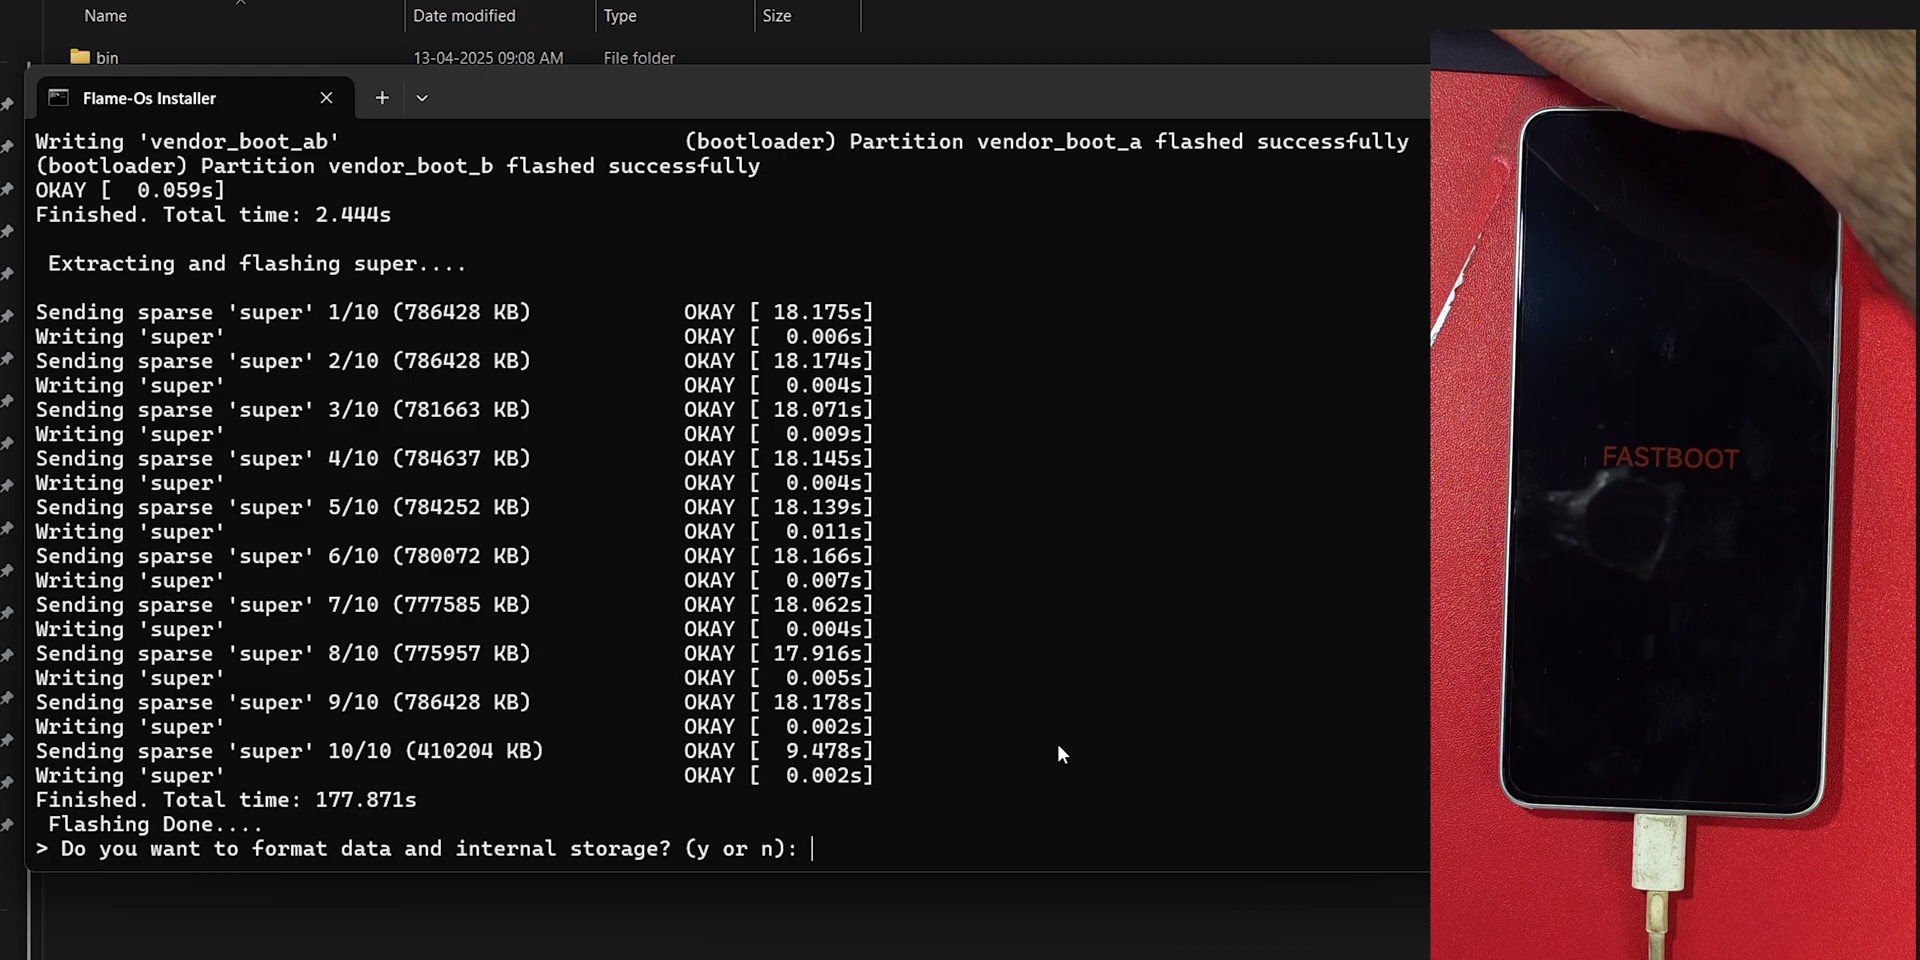 Name Date modified Type Size
bin 13-04-2025 09:08 AM File folder
Flame-Os Installer
Writing 'vendor_boot_ab' (bootloader) Partition vendor_boot_a flashed successfully
(bootloader) Partition vendor_boot_b flashed successfully
OKAY [ 0.059s]
Finished. Total time: 2.444s
Extracting and flashing super....
Sending sparse 'super' 1/10 (786428 KB) OKAY [ 18.175s]
Writing 'super' OKAY [ 0.006s]
Sending sparse 'super' 2/10 (786428 KB) OKAY [ 18.174s]
Writing 'super' OKAY [ 0.004s]
Sending sparse 'super' 3/10 (781663 KB) OKAY [ 18.071s]
Writing 'super' OKAY [ 0.009s]
Sending sparse 'super' 4/10 (784637 KB) OKAY [ 18.145s]
Writing 'super' OKAY [ 0.004s]
Sending sparse 'super' 5/10 (784252 KB) OKAY [ 18.139s]
Writing 'super' OKAY [ 0.011s]
Sending sparse 'super' 6/10 (780072 KB) OKAY [ 18.166s]
Writing 'super' OKAY [ 0.007s]
Sending sparse 'super' 7/10 (777585 KB) OKAY [ 18.062s]
Writing 'super' OKAY [ 0.004s]
Sending sparse 'super' 8/10 (775957 KB) OKAY [ 17.916s]
Writing 'super' OKAY [ 0.005s]
Sending sparse 'super' 9/10 (786428 KB) OKAY [ 18.178s]
Writing 'super' OKAY [ 0.002s]
Sending sparse 'super' 10/10 (410204 KB) OKAY [ 9.478s]
Writing 'super' OKAY [ 0.002s]
Finished. Total time: 177.871s
Flashing Done....
> Do you want to format data and internal storage? (y or n):
FASTBOOT